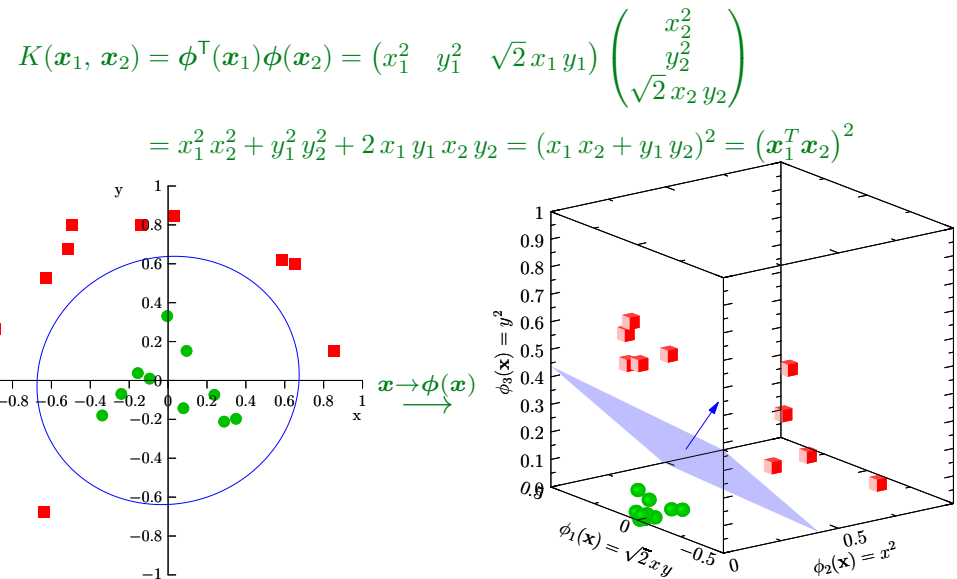 K(x₁, x₂) = ϕᵀ(x₁)ϕ(x₂) = (x₁² y₁² √2 x₁ y₁) (x₂² y₂² √2 x₂ y₂)
= x₁² x₂² + y₁² y₂² + 2 x₁ y₁ x₂ y₂ = (x₁ x₂ + y₁ y₂)² = (x₁ᵀx₂)²
y
1
0.8
0.6
0.4
0.2
−0.8 −0.6 −0.4 −0.2 0 0.2 0.4 0.6 0.8 1
x
−0.2
−0.4
−0.6
−0.8
−1
x→ϕ(x)
⟶
1
0.9
0.8
0.7
0.6
0.5
0.4
0.3
0.2
0.1
0.0
ϕ₃(x) = y²
0 −0.5
ϕ₁(x) = √2 x y
0 0.5
ϕ₂(x) = x²